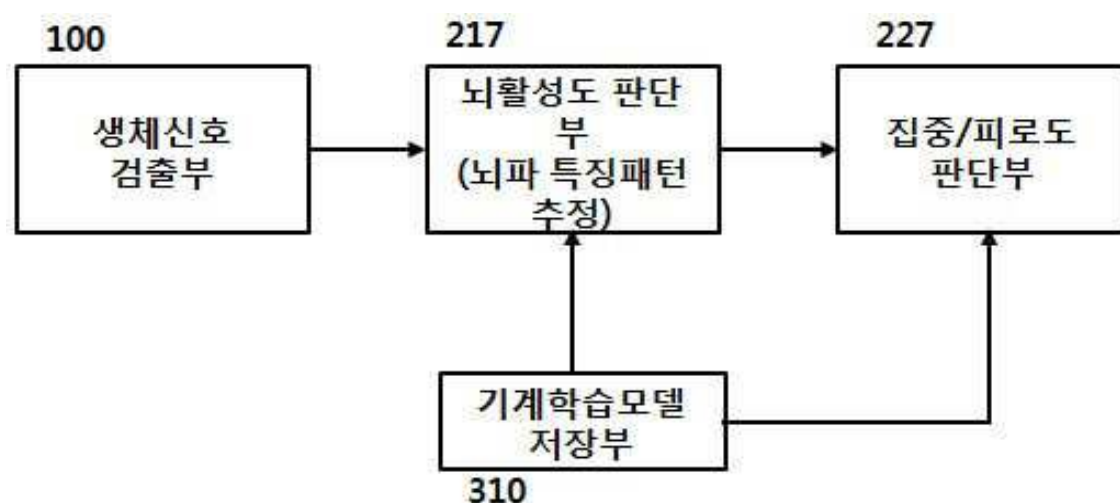 100
생체신호
검출부
217
뇌활성도 판단
부
(뇌파 특징패턴
추정)
227
집중/피로도
판단부
기계학습모델
저장부
310